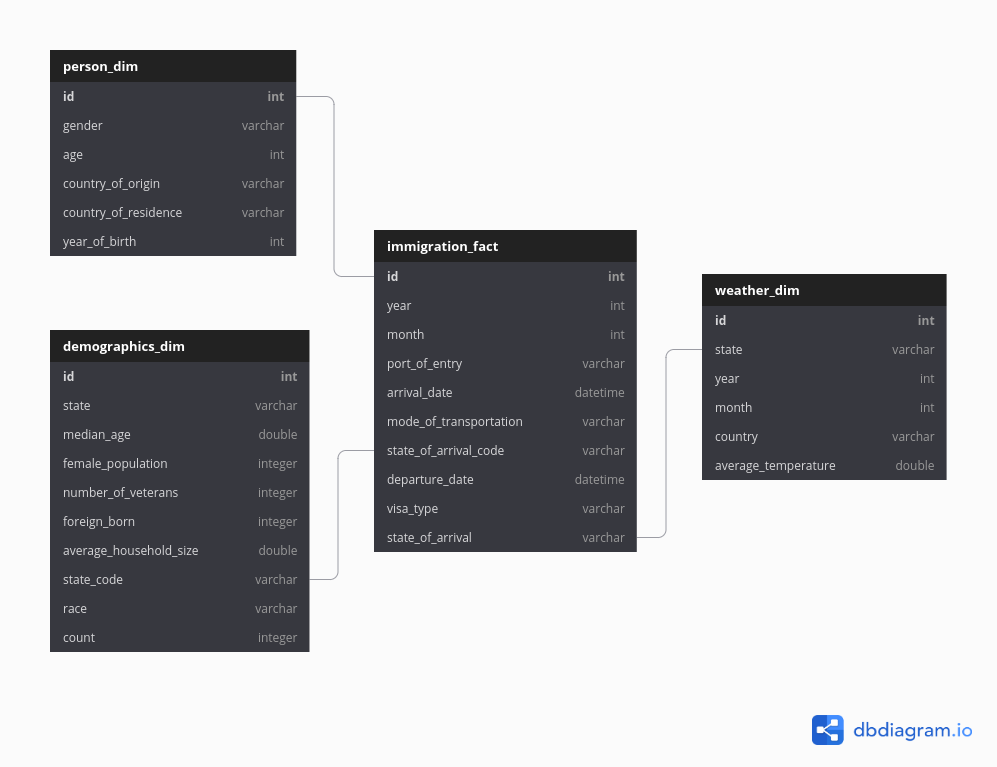 person_dim
id int
gender varchar
age int
country_of_origin varchar
country_of_residence varchar
year_of_birth int
demographics_dim
id int
state varchar
median_age double
female_population integer
number_of_veterans integer
foreign_born integer
average_household_size double
state_code varchar
race varchar
count integer
immigration_fact
id int
year int
month int
port_of_entry varchar
arrival_date datetime
mode_of_transportation varchar
state_of_arrival_code varchar
departure_date datetime
visa_type varchar
state_of_arrival varchar
weather_dim
id int
state varchar
year int
month int
country varchar
average_temperature double
dbdiagram.io